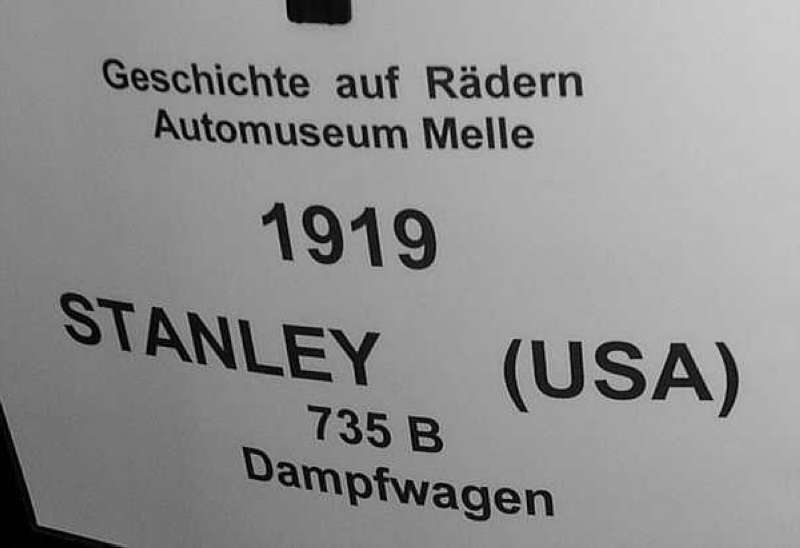 Geschichte auf Rädern
Automuseum Melle
1919
STANLEY (USA)
735 B
Dampfwagen